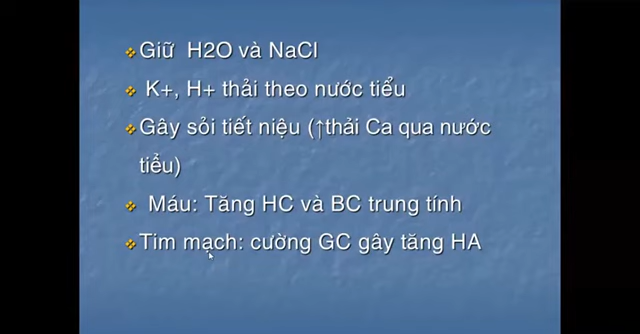 Giữ H2O và NaCl
K+, H+ thải theo nước tiểu
Gây sỏi tiết niệu (↑thải Ca qua nước
tiểu)
Máu: Tăng HC và BC trung tính
Tim mạch: cường GC gây tăng HA